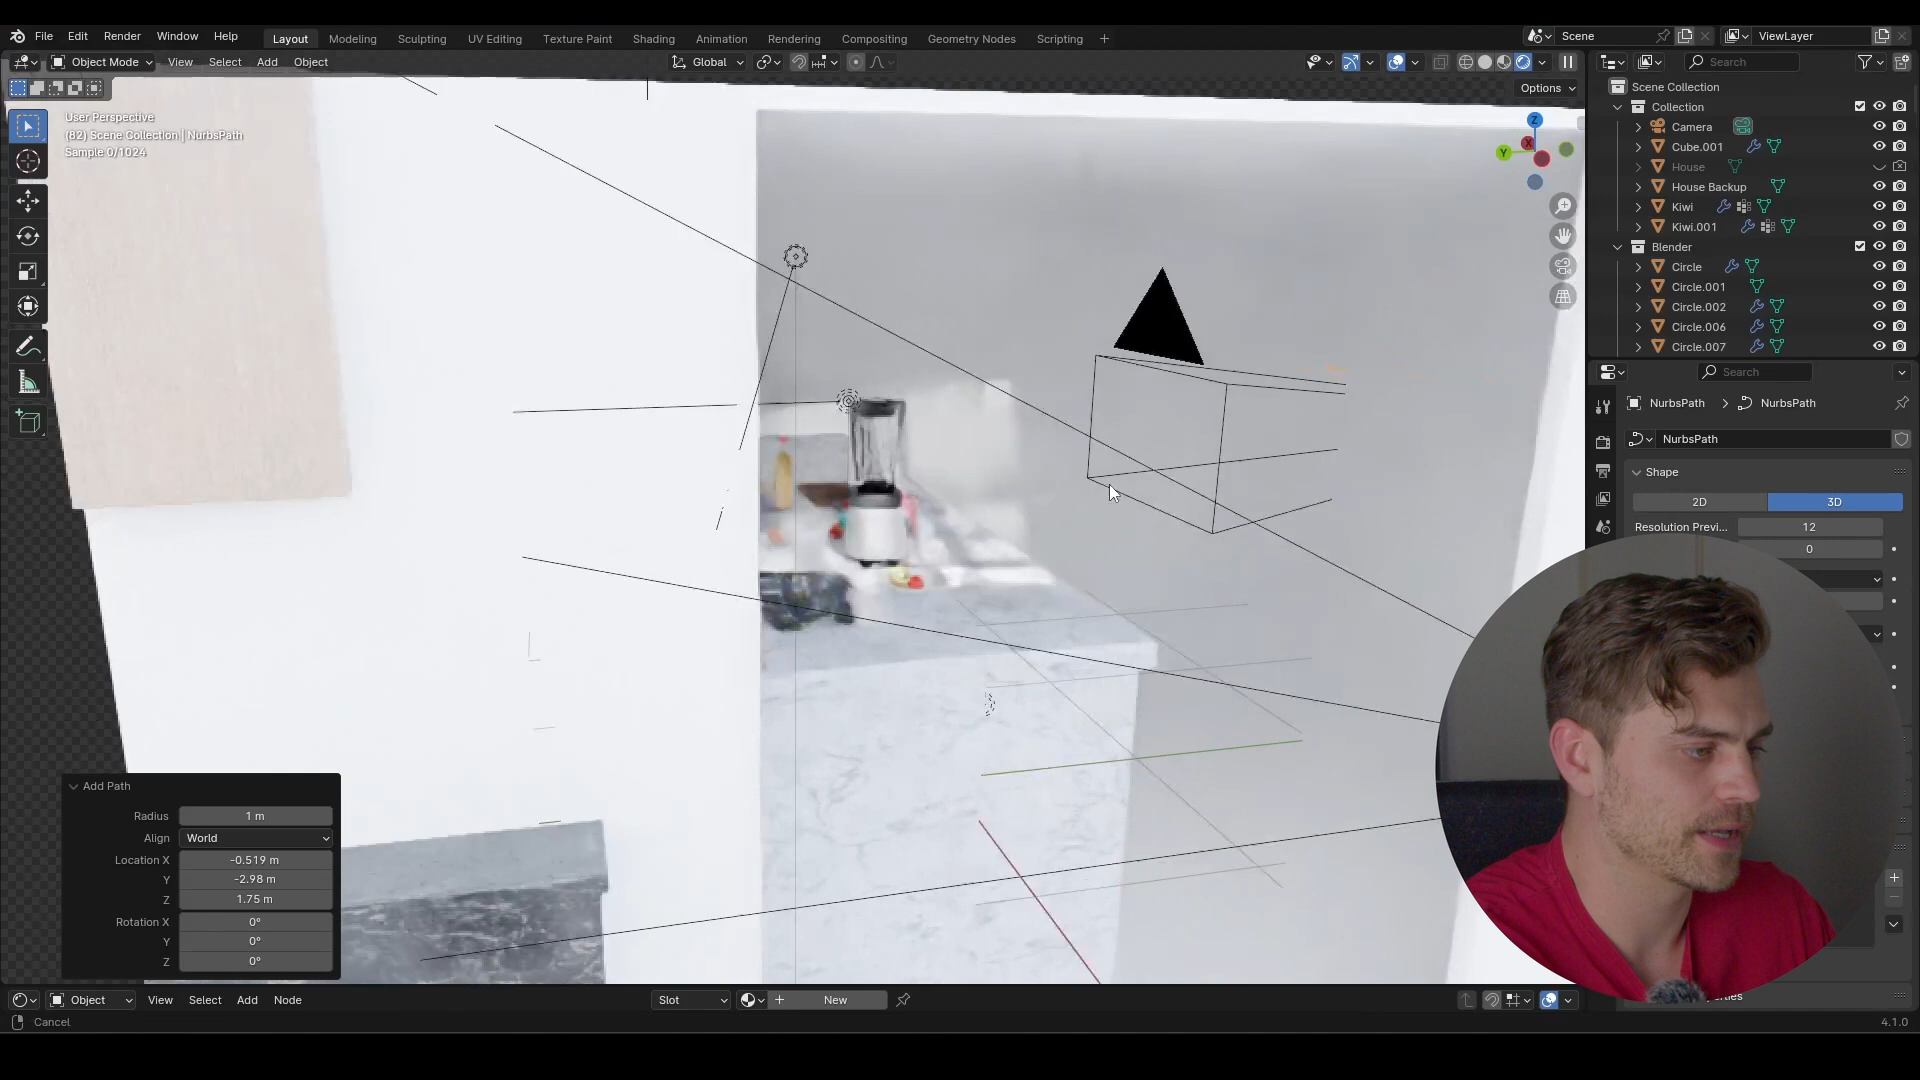 File Edit Render Window Help
Layout Modeling Sculpting UV Editing Texture Paint Shading Animation Rendering Compositing Geometry Nodes Scripting +
Scene
ViewLayer
Object Mode View Select Add Object
Global
Search
Options
User Perspective
(82) Scene Collection | NurbsPath
Sample 0/1024
Z
X
Y
Scene Collection
Collection
Camera
Cube.001
House
House Backup
Kiwi
Kiwi.001
Blender
Circle
Circle.001
Circle.002
Circle.006
Circle.007
Search
NurbsPath > NurbsPath
NurbsPath
Shape
2D 3D
Resolution Previ... 12
0
Add Path
Radius 1 m
Align World
Location X -0.519 m
Y -2.98 m
Z 1.75 m
Rotation X 0°
Y 0°
Z 0°
Object View Select Add Node
Slot
New
Cancel
4.1.0